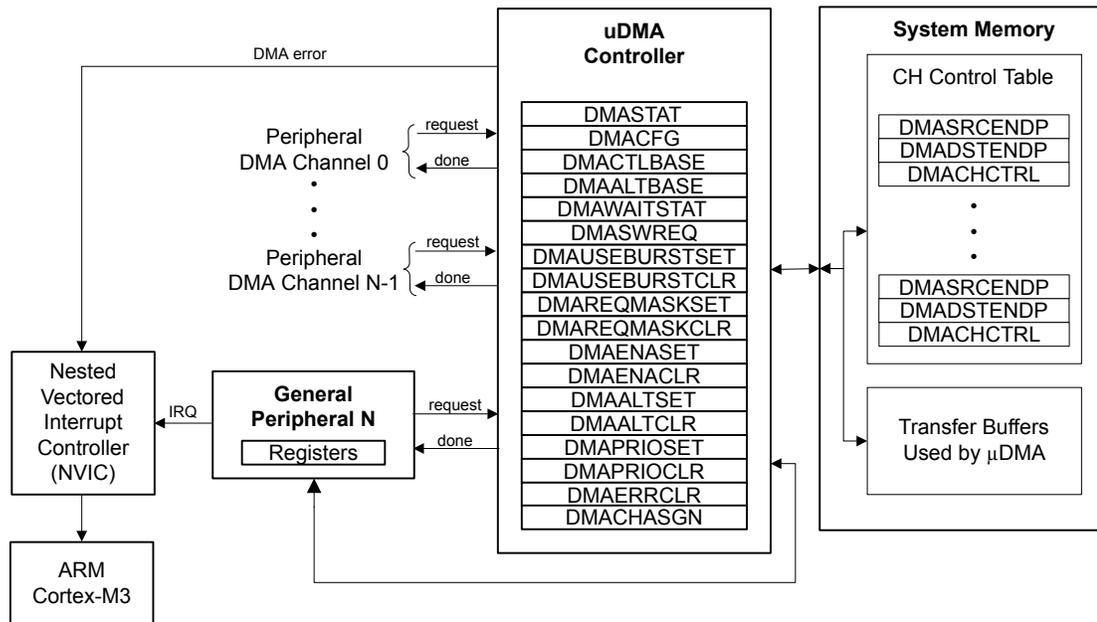 uDMA
Controller
System Memory
DMA error
CH Control Table
DMASTAT
request
DMACFG
DMASRCENDP
Peripheral
DMA Channel 0
done
DMACTLBASE
DMADSTENDP
DMAALTBASE
DMACHCTRL
DMAWAITSTAT
DMASWREQ
request
Peripheral
DMAUSEBURSTSET
DMA Channel N-1
done
DMAUSEBURSTCLR
DMASRCENDP
DMAREQMASKSET
DMADSTENDP
DMAREQMASKCLR
DMACHCTRL
DMAENASET
DMAENACLR
Nested
Vectored
Interrupt
Controller
(NVIC)
IRQ
General
Peripheral N
Registers
request
done
DMAALTSET
DMAALTCLR
DMAPRIOSET
DMAPRIOCLR
DMAERRCLR
DMACHASGN
Transfer Buffers
Used by μDMA
ARM
Cortex-M3